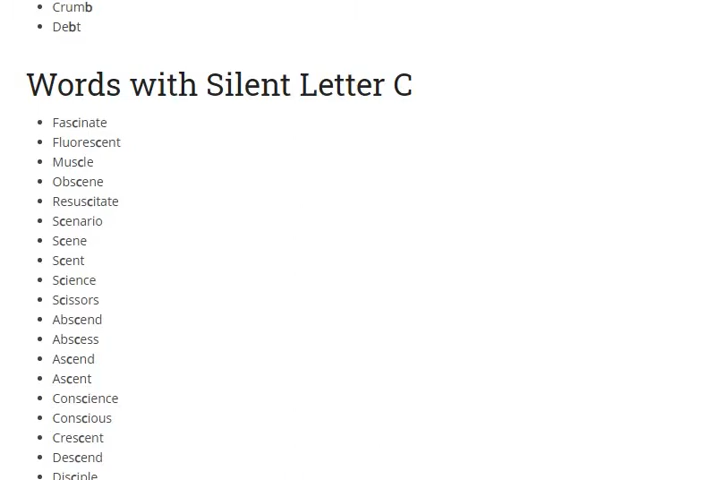 Crumb
Debt
Words with Silent Letter C
Fascinate
Fluorescent
Muscle
Obscene
Resuscitate
Scenario
Scene
Scent
Science
Scissors
Abscend
Abscess
Ascend
Ascent
Conscience
Conscious
Crescent
Descend
Disciple